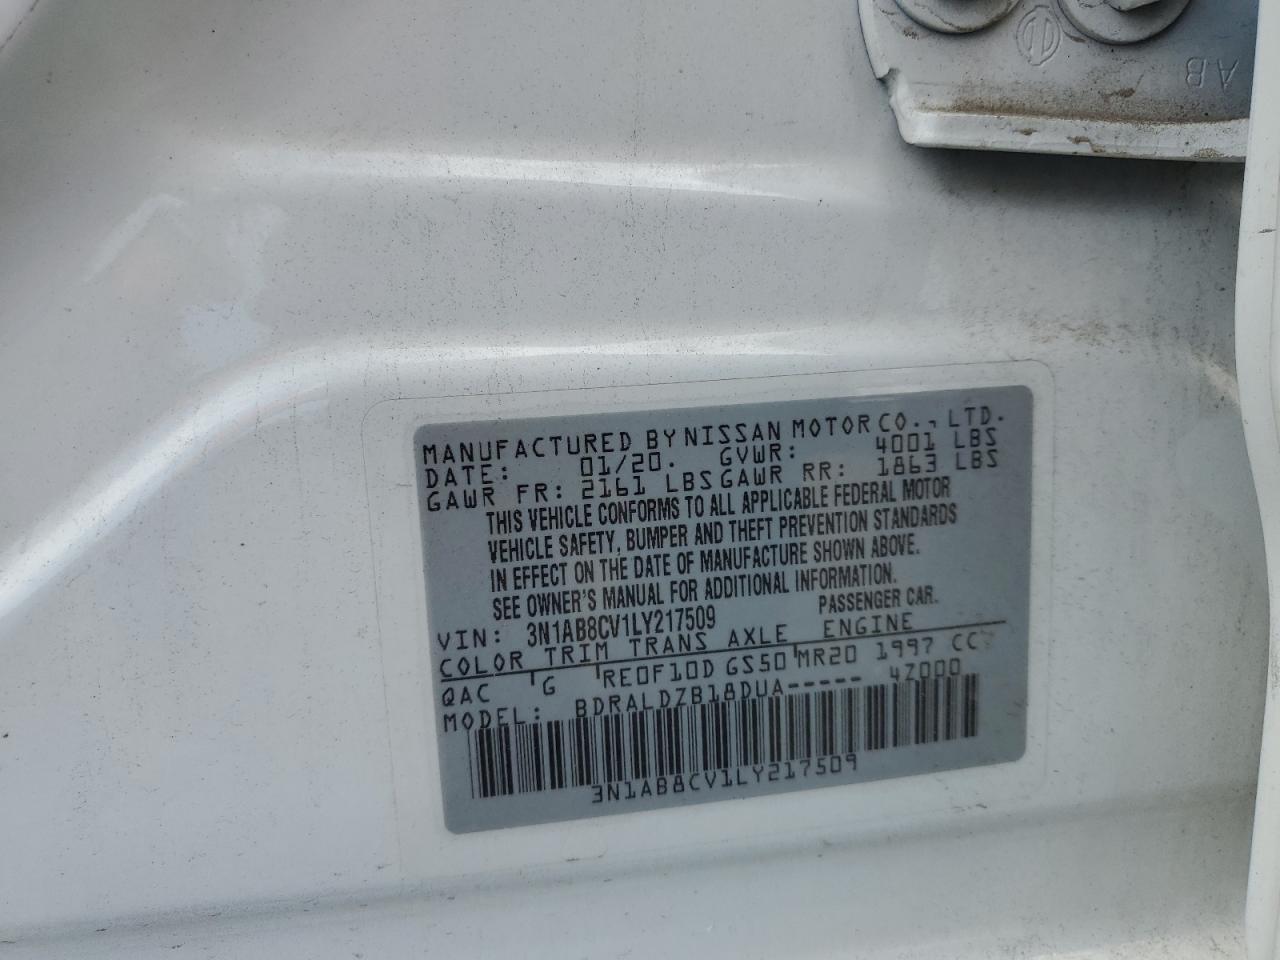 AB
MANUFACTURED BY NISSAN MOTOR CO., LTD.
DATE: 01/20. GVWR: 4001 LBS
GAWR FR: 2161 LBS GAWR RR: 1863 LBS
THIS VEHICLE CONFORMS TO ALL APPLICABLE FEDERAL MOTOR
VEHICLE SAFETY, BUMPER AND THEFT PREVENTION STANDARDS
IN EFFECT ON THE DATE OF MANUFACTURE SHOWN ABOVE.
SEE OWNER'S MANUAL FOR ADDITIONAL INFORMATION.
VIN: 3N1AB8CV1LY217509 PASSENGER CAR.
COLOR TRIM TRANS AXLE ENGINE
QAC G RE0F10D GS50 MR20 1997 CC
MODEL: BDRALDZB18DUA----- 4Z000
3N1AB8CV1LY217509